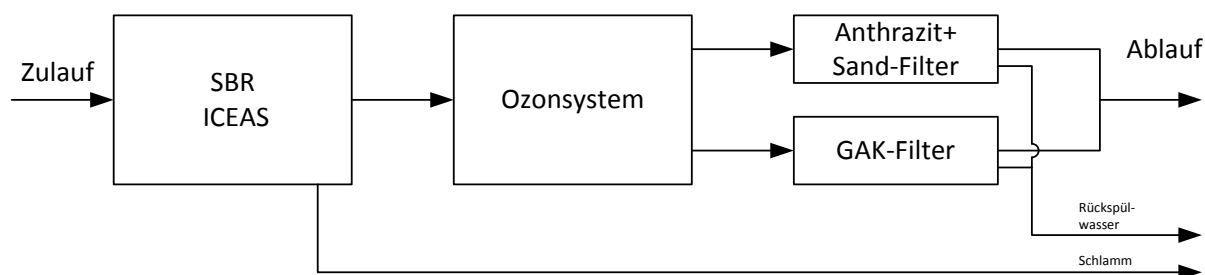 Zulauf
SBR
ICEAS
Ozonsystem
Anthrazit+
Sand-Filter
GAK-Filter
Ablauf
Rückspül-
wasser
Schlamm